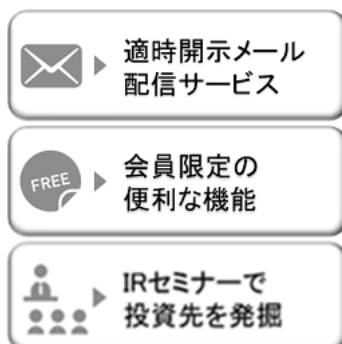 適時開示メール
配信サービス
FREE
会員限定の
便利な機能
IRセミナーで
投資先を発掘